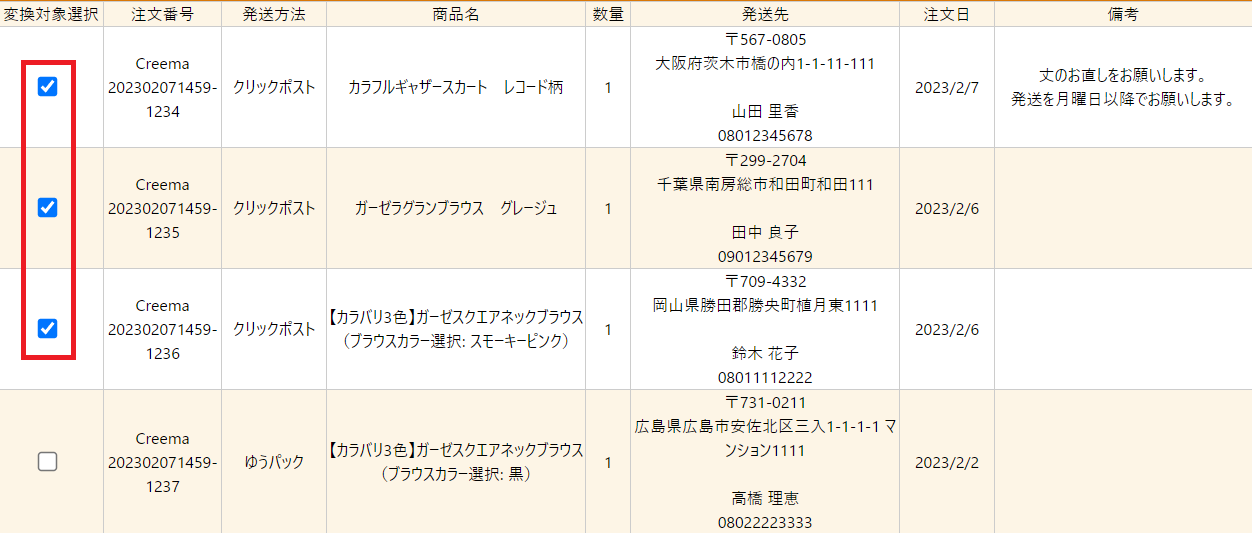 変換対象選択 注文番号 発送方法 商品名 数量 発送先 注文日 備考
Creema
202302071459-
1234
クリックポスト
カラフルギャザースカート　レコード柄
1
〒567-0805
大阪府茨木市橋の内1-1-11-111
山田 里香
08012345678
2023/2/7
丈のお直しをお願いします。
発送を月曜日以降でお願いします。
Creema
202302071459-
1235
クリックポスト
ガーゼラグランブラウス　グレージュ
1
〒299-2704
千葉県南房総市和田町和田111
田中 良子
09012345679
2023/2/6
Creema
202302071459-
1236
クリックポスト
【カラバリ3色】ガーゼスクエアネックブラウス
（ブラウスカラー選択: スモーキーピンク）
1
〒709-4332
岡山県勝田郡勝央町植月東1111
鈴木 花子
08011112222
2023/2/6
Creema
202302071459-
1237
ゆうパック
【カラバリ3色】ガーゼスクエアネックブラウス
（ブラウスカラー選択: 黒）
1
〒731-0211
広島県広島市安佐北区三入1-1-1-1 マ
ンション1111
高橋 理恵
08022223333
2023/2/2